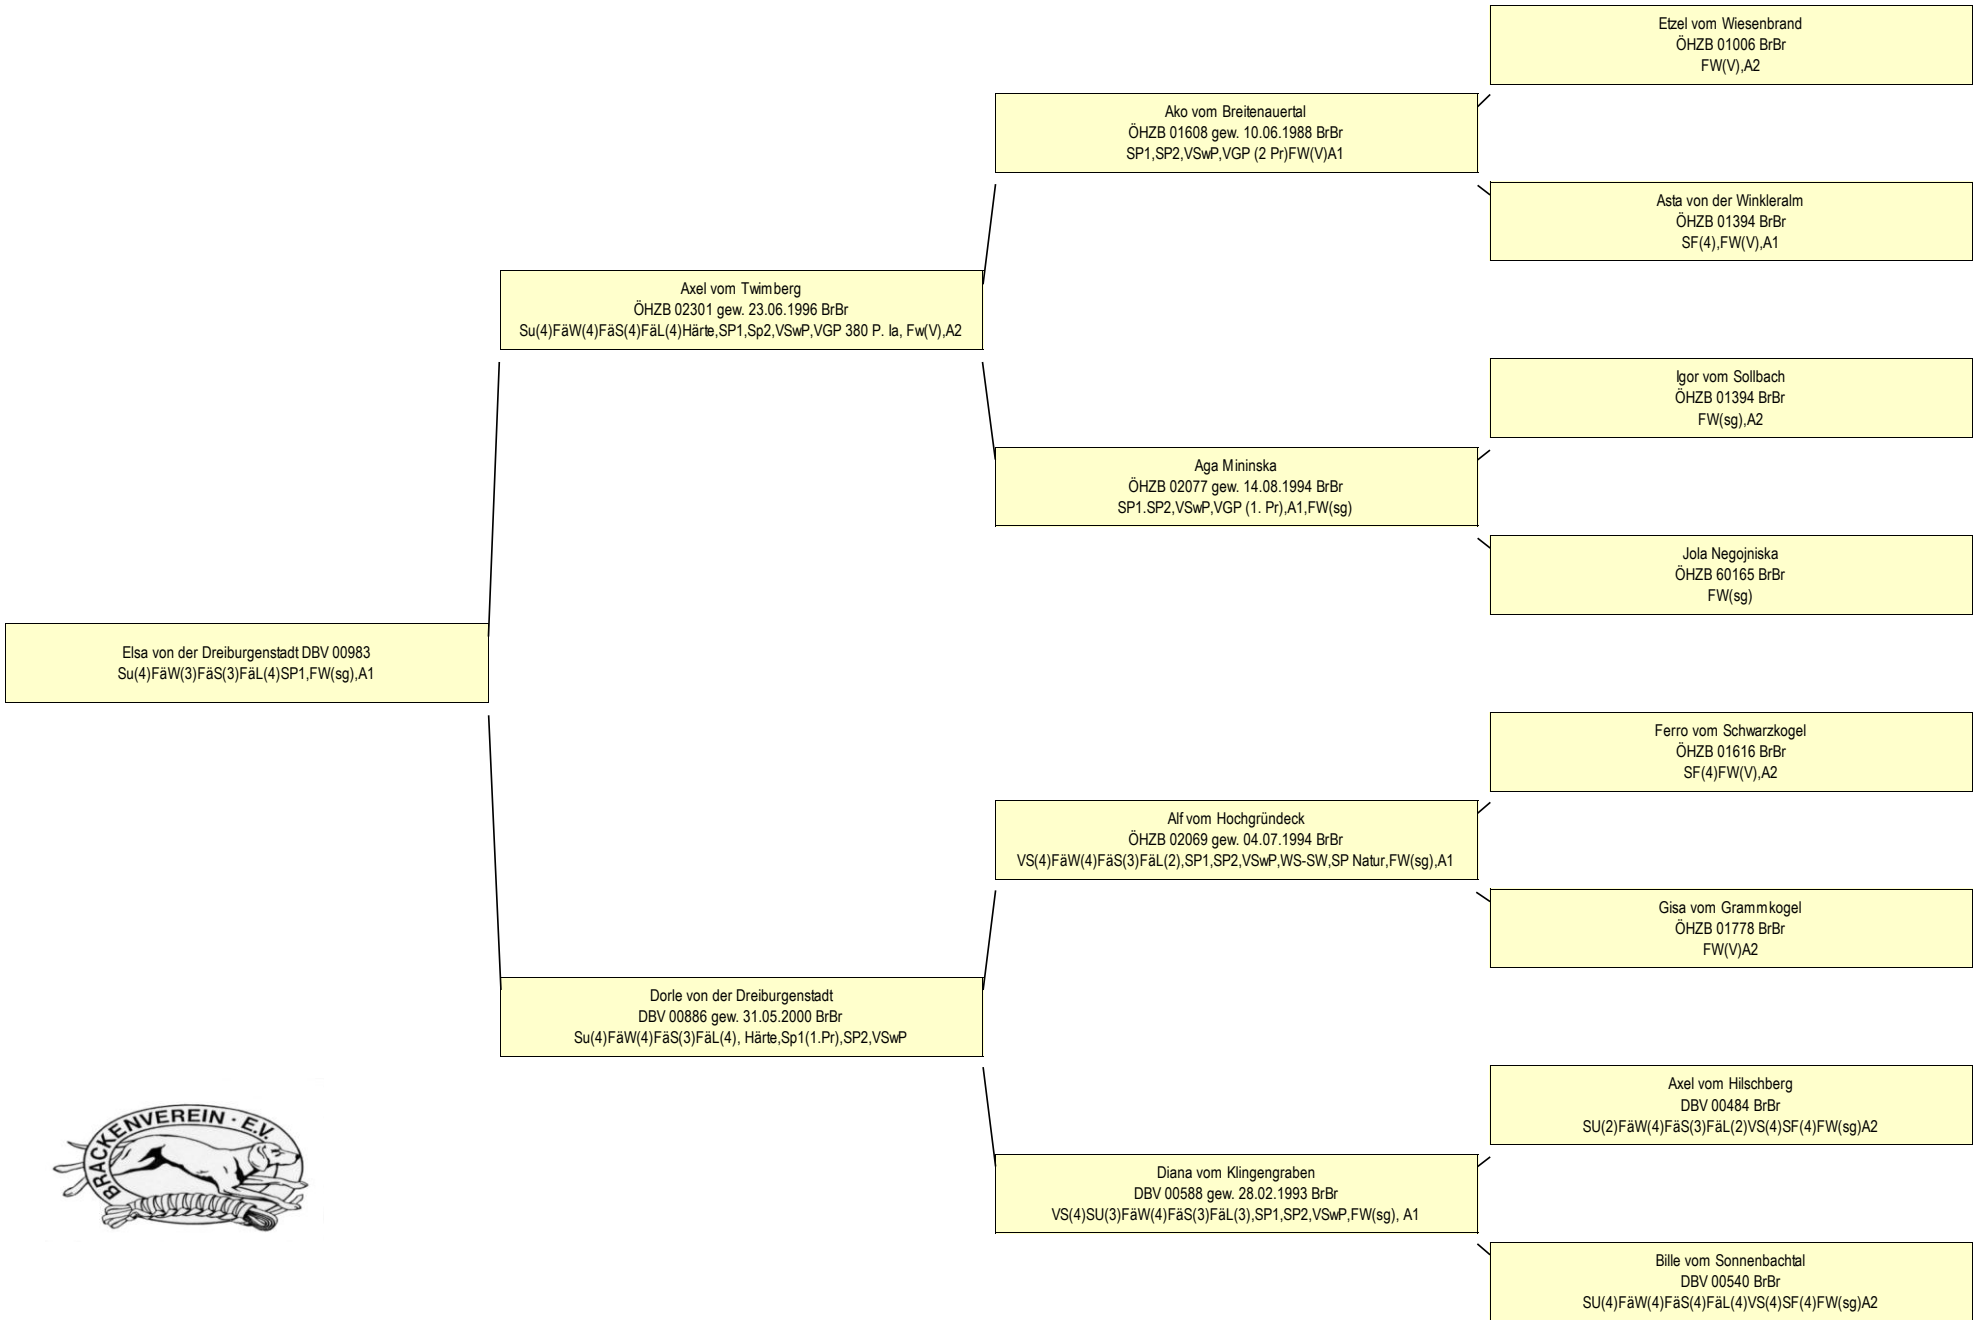 Etzel vom Wiesenbrand
ÖHZB 01006 BrBr
FW(V),A2
Ako vom Breitenauertal
ÖHZB 01608 gew. 10.06.1988 BrBr
SP1,SP2,VSwP,VGP (2 Pr)FW(V)A1
Asta von der Winkleralm
ÖHZB 01394 BrBr
SF(4),FW(V),A1
Axel vom Twimberg
ÖHZB 02301 gew. 23.06.1996 BrBr
Su(4)FäW(4)FäS(4)FäL(4)Härte,SP1,Sp2,VSwP,VGP 380 P. Ia, Fw(V),A2
Igor vom Sollbach
ÖHZB 01394 BrBr
FW(sg),A2
Aga Mininska
ÖHZB 02077 gew. 14.08.1994 BrBr
SP1.SP2,VSwP,VGP (1. Pr),A1,FW(sg)
Jola Negojniska
ÖHZB 60165 BrBr
FW(sg)
Elsa von der Dreiburgenstadt DBV 00983
Su(4)FäW(3)FäS(3)FäL(4)SP1,FW(sg),A1
Ferro vom Schwarzkogel
ÖHZB 01616 BrBr
SF(4)FW(V),A2
Alf vom Hochgründeck
ÖHZB 02069 gew. 04.07.1994 BrBr
VS(4)FäW(4)FäS(3)FäL(2),SP1,SP2,VSwP,WS-SW,SP Natur,FW(sg),A1
Gisa vom Grammkogel
ÖHZB 01778 BrBr
FW(V)A2
Dorle von der Dreiburgenstadt
DBV 00886 gew. 31.05.2000 BrBr
Su(4)FäW(4)FäS(3)FäL(4), Härte,Sp1(1.Pr),SP2,VSwP
Axel vom Hilschberg
DBV 00484 BrBr
SU(2)FäW(4)FäS(3)FäL(2)VS(4)SF(4)FW(sg)A2
Diana vom Klingengraben
DBV 00588 gew. 28.02.1993 BrBr
VS(4)SU(3)FäW(4)FäS(3)FäL(3),SP1,SP2,VSwP,FW(sg), A1
Bille vom Sonnenbachtal
DBV 00540 BrBr
SU(4)FäW(4)FäS(4)FäL(4)VS(4)SF(4)FW(sg)A2
BRACKENVEREIN · E.V.